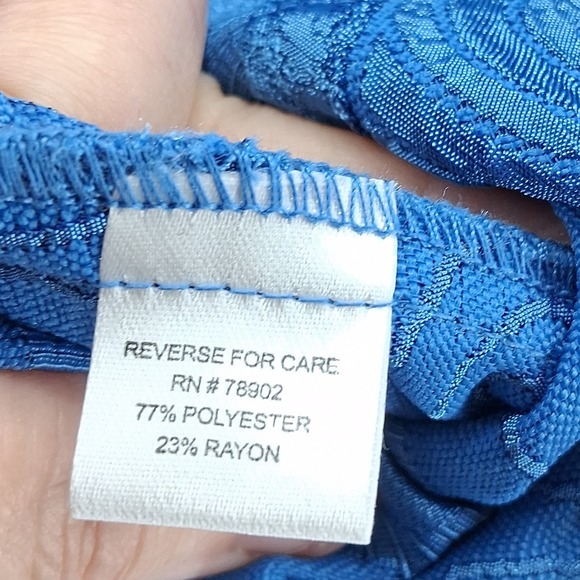 REVERSE FOR CARE
RN # 78902
77% POLYESTER
23% RAYON